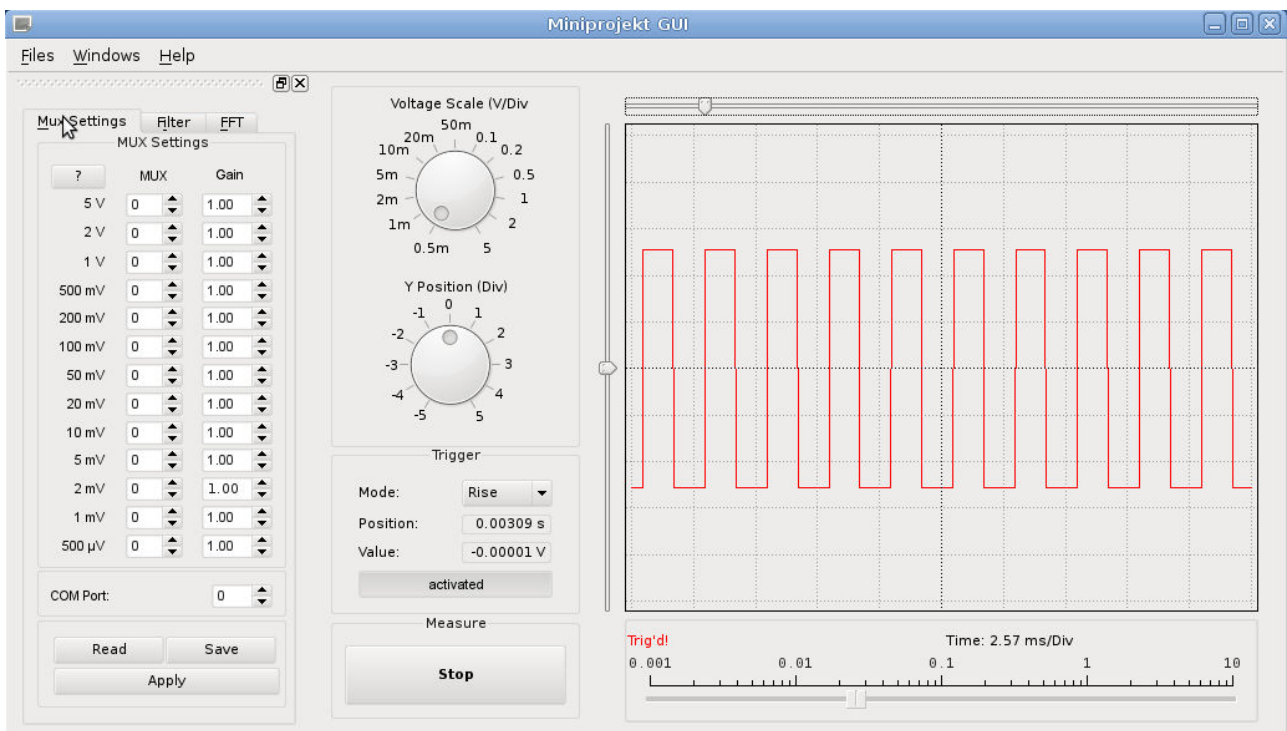 Miniprojekt GUI
Files Windows Help
Mux Settings Filter FFT
MUX Settings
? MUX Gain
5 V 0 1.00
2 V 0 1.00
1 V 0 1.00
500 mV 0 1.00
200 mV 0 1.00
100 mV 0 1.00
50 mV 0 1.00
20 mV 0 1.00
10 mV 0 1.00
5 mV 0 1.00
2 mV 0 1.00
1 mV 0 1.00
500 µV 0 1.00
COM Port: 0
Read Save
Apply
Voltage Scale (V/Div
50m
20m 0.1
10m 0.2
5m 0.5
2m 1
1m 2
0.5m 5
Y Position (Div)
0
-1 1
-2 2
-3 3
-4 4
-5 5
Trigger
Mode: Rise
Position: 0.00309 s
Value: -0.00001 V
activated
Measure
Stop
Trig'd! Time: 2.57 ms/Div
0.001 0.01 0.1 1 10